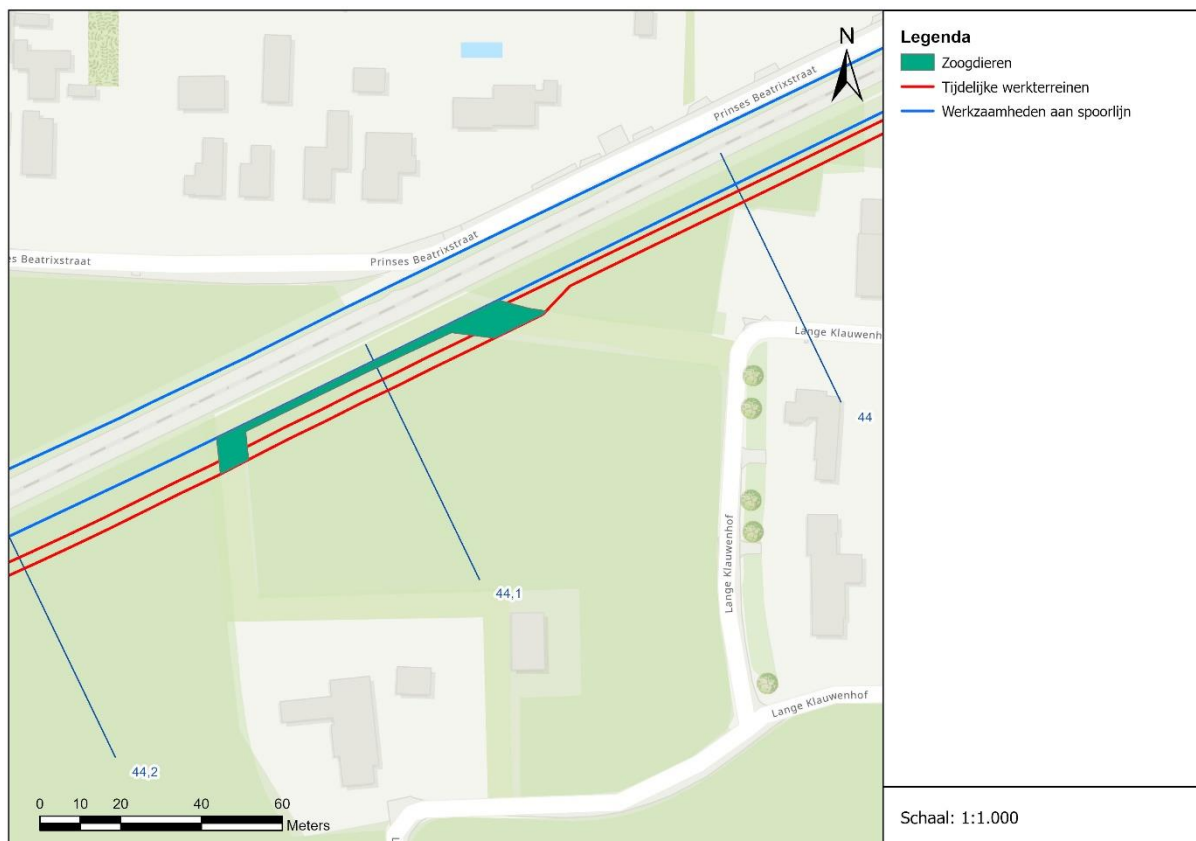 N
Prinses Beatrixstraat
es Beatrixstraat
Prinses Beatrixstraat
Lange Klauwenh
44
Lange Klauwenhof
44,1
Lange Klauwenhof
44,2
0 10 20 40 60
Meters
Legenda
Zoogdieren
Tijdelijke werkterreinen
Werkzaamheden aan spoorlijn
Schaal: 1:1.000